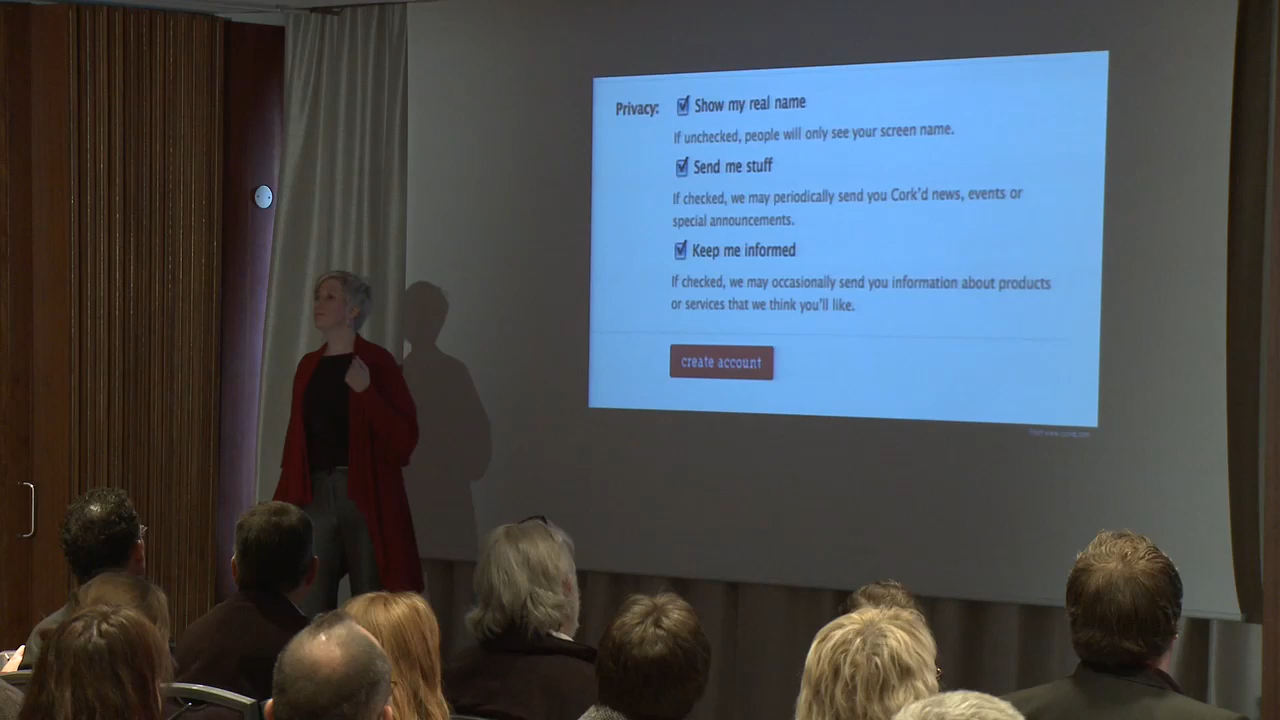 Privacy: Show my real name
If unchecked, people will only see your screen name.
Send me stuff
If checked, we may periodically send you Cork'd news, events or
special announcements.
Keep me informed
If checked, we may occasionally send you information about products
or services that we think you'll like.
create account